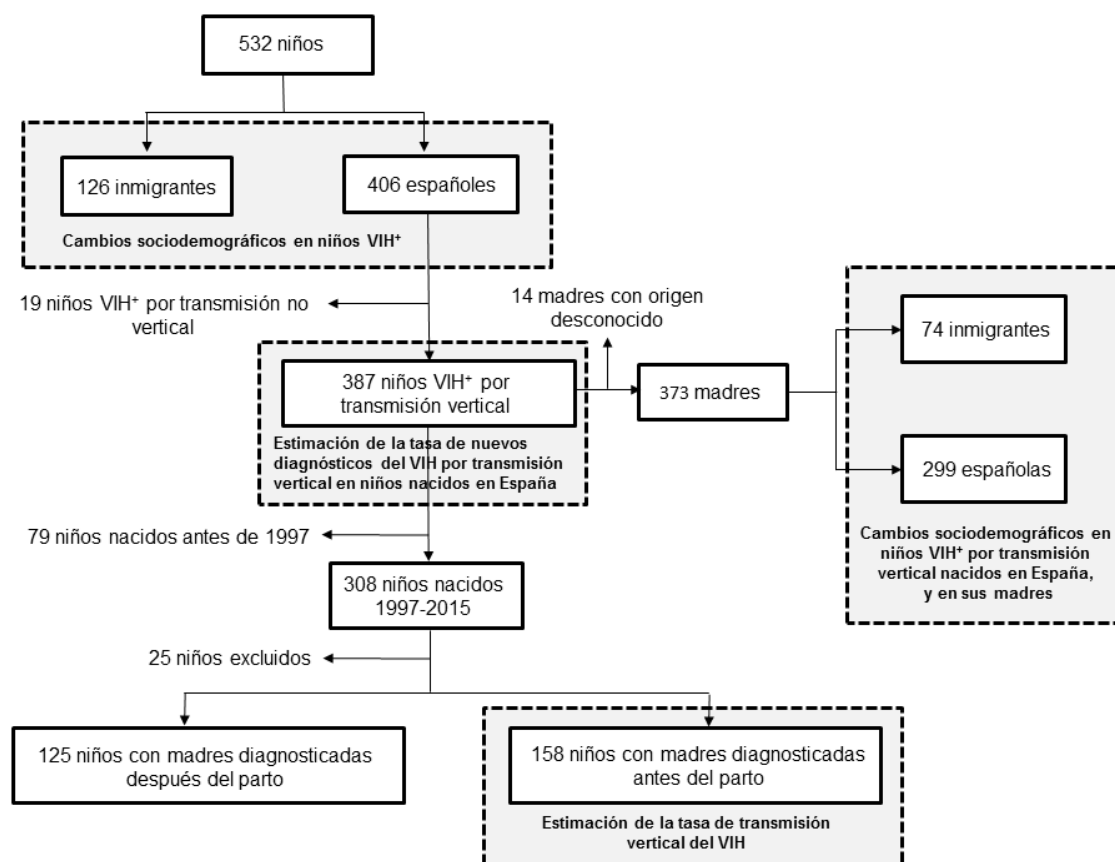 532 niños
126 inmigrantes
406 españoles
Cambios sociodemográficos en niños VIH⁺
19 niños VIH⁺ por transmisión no
vertical
14 madres con origen
desconocido
387 niños VIH⁺ por
transmisión vertical
Estimación de la tasa de nuevos
diagnósticos del VIH por transmisión
vertical en niños nacidos en España
373 madres
74 inmigrantes
299 españolas
Cambios sociodemográficos en
niños VIH⁺ por transmisión
vertical nacidos en España,
y en sus madres
79 niños nacidos antes de 1997
308 niños nacidos
1997-2015
25 niños excluidos
125 niños con madres diagnosticadas
después del parto
158 niños con madres diagnosticadas
antes del parto
Estimación de la tasa de transmisión
vertical del VIH